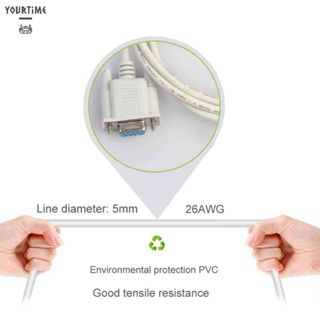 YOURTIME
Line diameter: 5mm 26AWG
Environmental protection PVC
Good tensile resistance